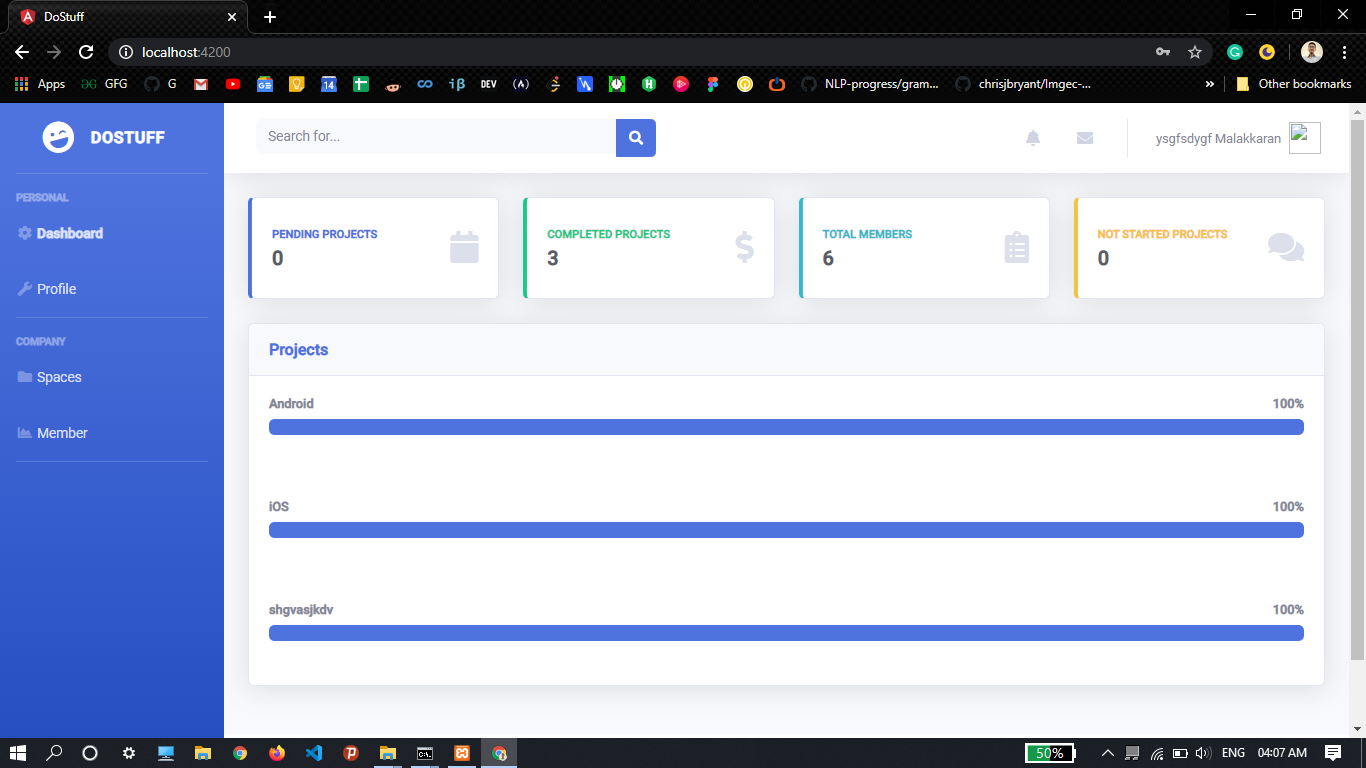 DoStuff
localhost:4200
Apps GFG G DEV NLP-progress/gram... chrisjbryant/lmgec-... » Other bookmarks
DOSTUFF
Search for...
ysgfsdygf Malakkaran
PERSONAL
Dashboard
Profile
COMPANY
Spaces
Member
PENDING PROJECTS
0
COMPLETED PROJECTS
3
TOTAL MEMBERS
6
NOT STARTED PROJECTS
0
Projects
Android 100%
iOS 100%
shgvasjkdv 100%
50% ENG 04:07 AM